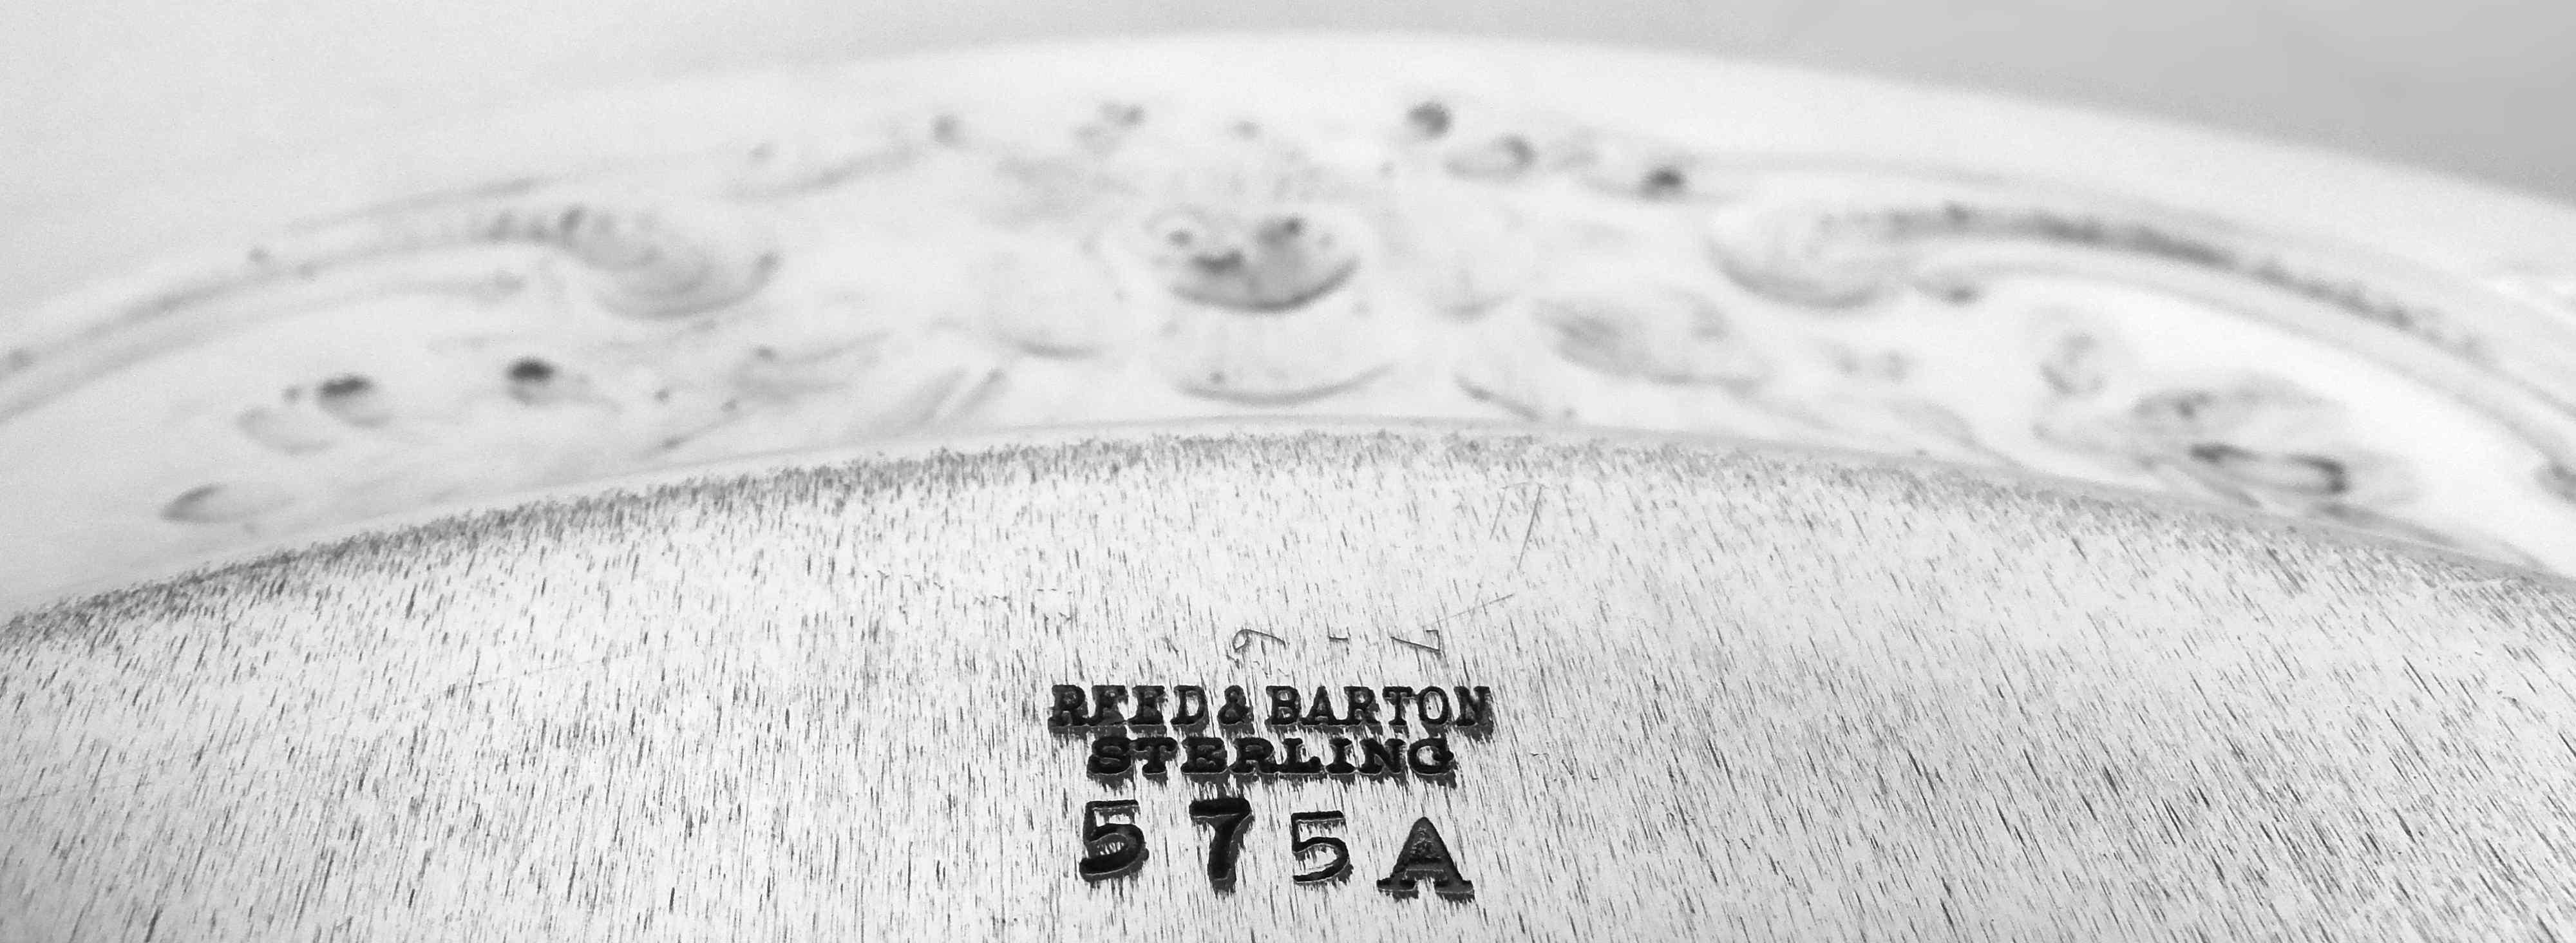 REED & BARTON
STERLING
575A